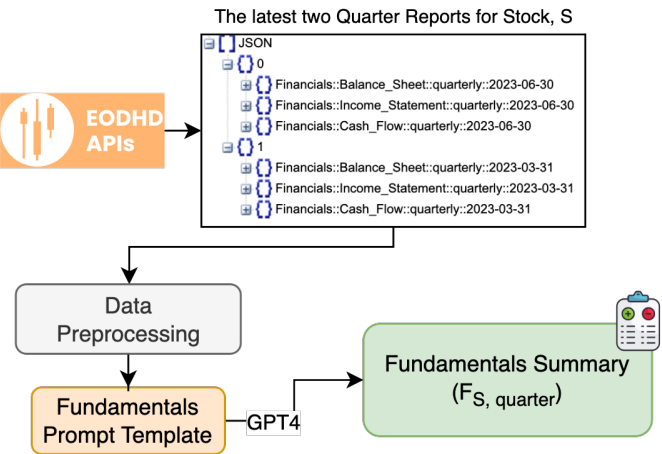 The latest two Quarter Reports for Stock, S
JSON
0
Financials::Balance_Sheet::quarterly::2023-06-30
Financials::Income_Statement::quarterly::2023-06-30
Financials::Cash_Flow::quarterly::2023-06-30
1
Financials::Balance_Sheet::quarterly::2023-03-31
Financials::Income_Statement::quarterly::2023-03-31
Financials::Cash_Flow::quarterly::2023-03-31
EODHD
APIs
Data
Preprocessing
Fundamentals
Prompt Template
GPT4
Fundamentals Summary
(F_S, quarter)